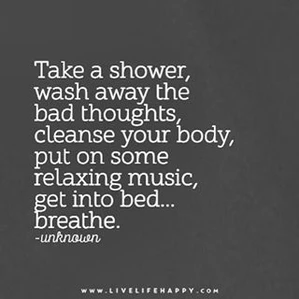 Take a shower,
wash away the
bad thoughts,
cleanse your body,
put on some
relaxing music,
get into bed...
breathe.
-unknown
WWW.LIVELIFEHAPPY.COM